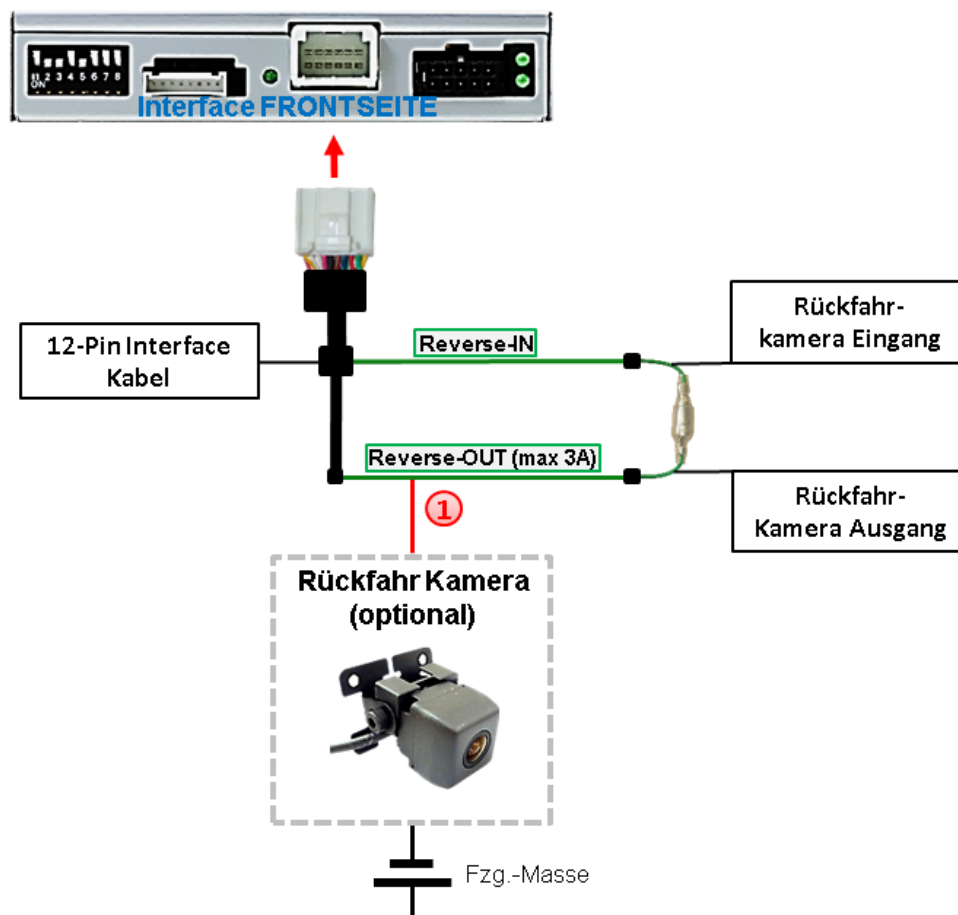 1 2 3 4 5 6 7 8
ON
Interface FRONTSEITE
12-Pin Interface
Kabel
Reverse-IN
Rückfahr-
kamera Eingang
Reverse-OUT (max 3A)
Rückfahr-
Kamera Ausgang
1
Rückfahr Kamera
(optional)
Fzg.-Masse